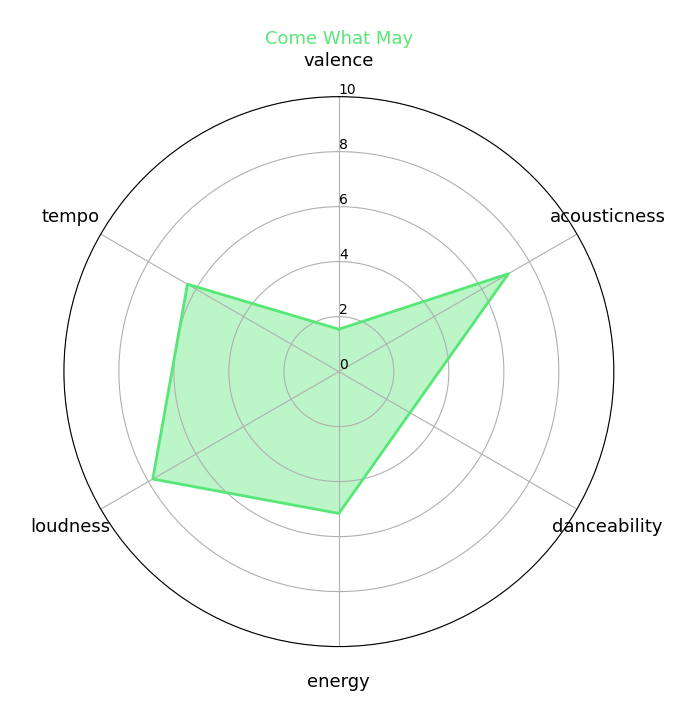 Come What May
valence
10
8
6
4
2
0
tempo
acousticness
loudness
danceability
energy